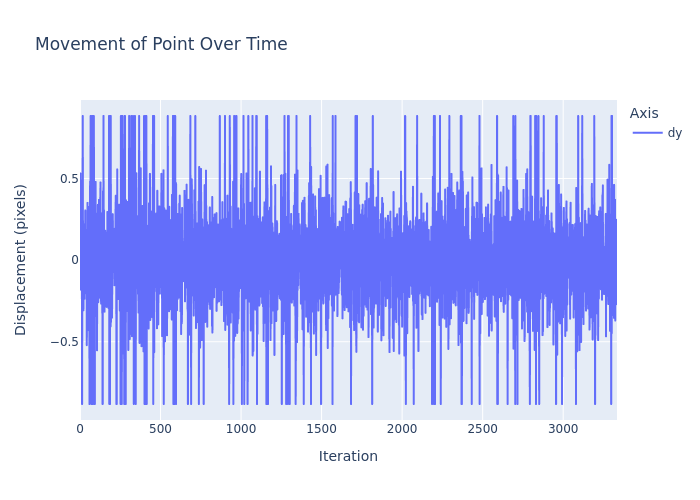 Movement of Point Over Time
Axis
dy
0.5
0
−0.5
Displacement (pixels)
0
500
1000
1500
2000
2500
3000
Iteration